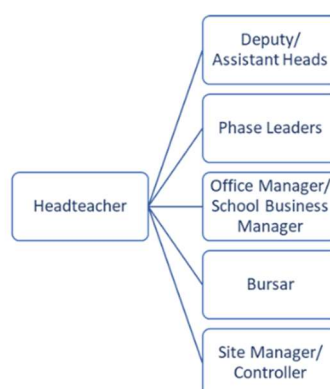 Deputy/
Assistant Heads
Phase Leaders
Headteacher
Office Manager/
School Business
Manager
Bursar
Site Manager/
Controller